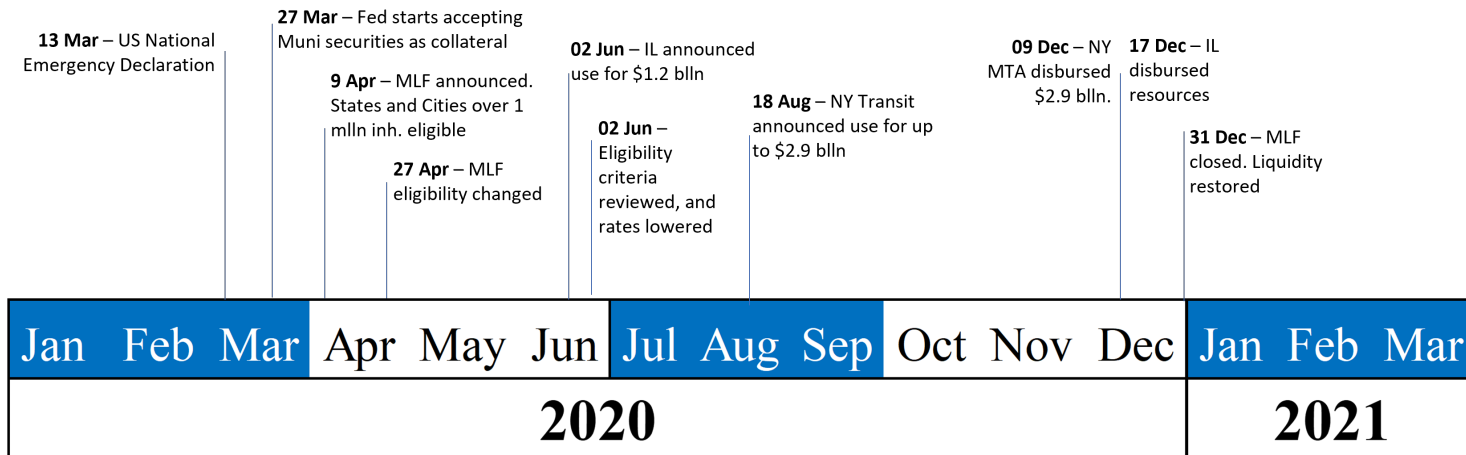 13 Mar – US National
Emergency Declaration
27 Mar – Fed starts accepting
Muni securities as collateral
9 Apr – MLF announced.
States and Cities over 1
mlln inh. eligible
27 Apr – MLF
eligibility changed
02 Jun – IL announced
use for $1.2 blln
02 Jun –
Eligibility
criteria
reviewed, and
rates lowered
18 Aug – NY Transit
announced use for up
to $2.9 blln
09 Dec – NY
MTA disbursed
$2.9 blln.
17 Dec – IL
disbursed
resources
31 Dec – MLF
closed. Liquidity
restored
Jan Feb Mar Apr May Jun Jul Aug Sep Oct Nov Dec Jan Feb Mar
2020 2021